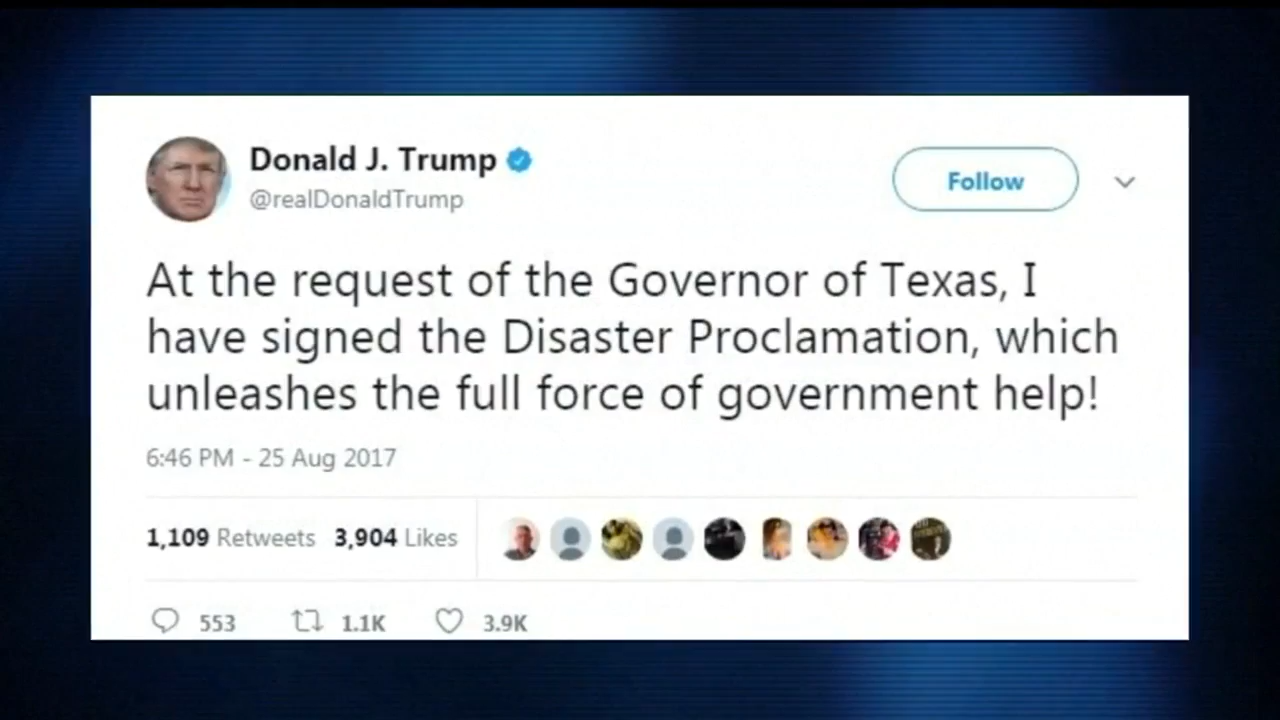 Donald J. Trump
@realDonaldTrump
Follow
At the request of the Governor of Texas, I
have signed the Disaster Proclamation, which
unleashes the full force of government help!
6:46 PM - 25 Aug 2017
1,109 Retweets 3,904 Likes
553 1.1K 3.9K